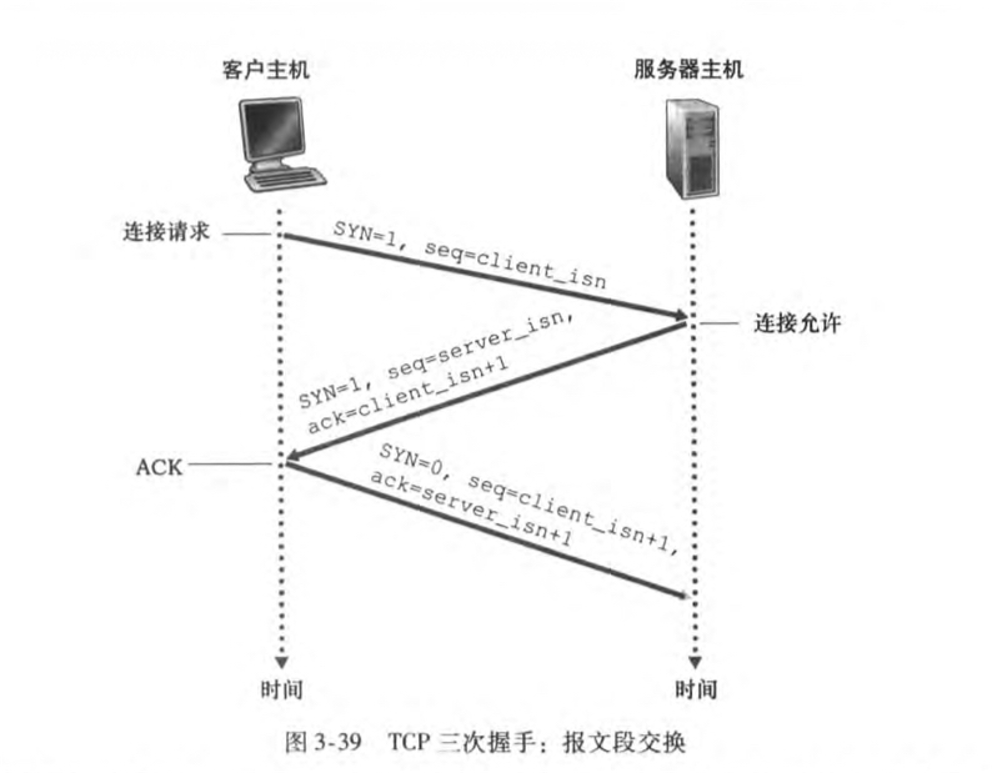 客户主机
服务器主机
连接请求
SYN=1, seq=client_isn
连接允许
SYN=1, seq=server_isn,
ack=client_isn+1
ACK
SYN=0, seq=client_isn+1,
ack=server_isn+1
时间
时间
图 3-39 TCP 三次握手：报文段交换